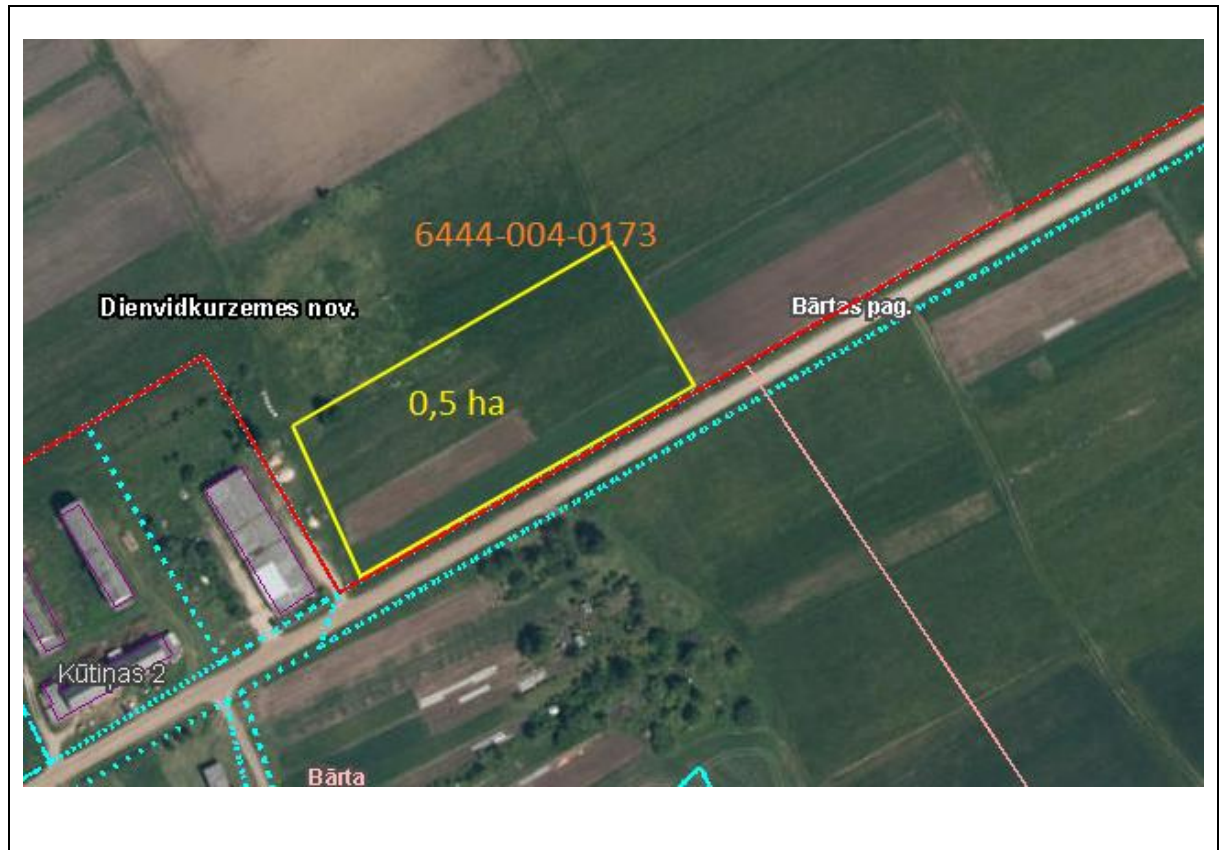 6444-004-0173
Dienvidkurzemes nov.
Bārtas pag.
0,5 ha
Kūtiņas 2
Bārta